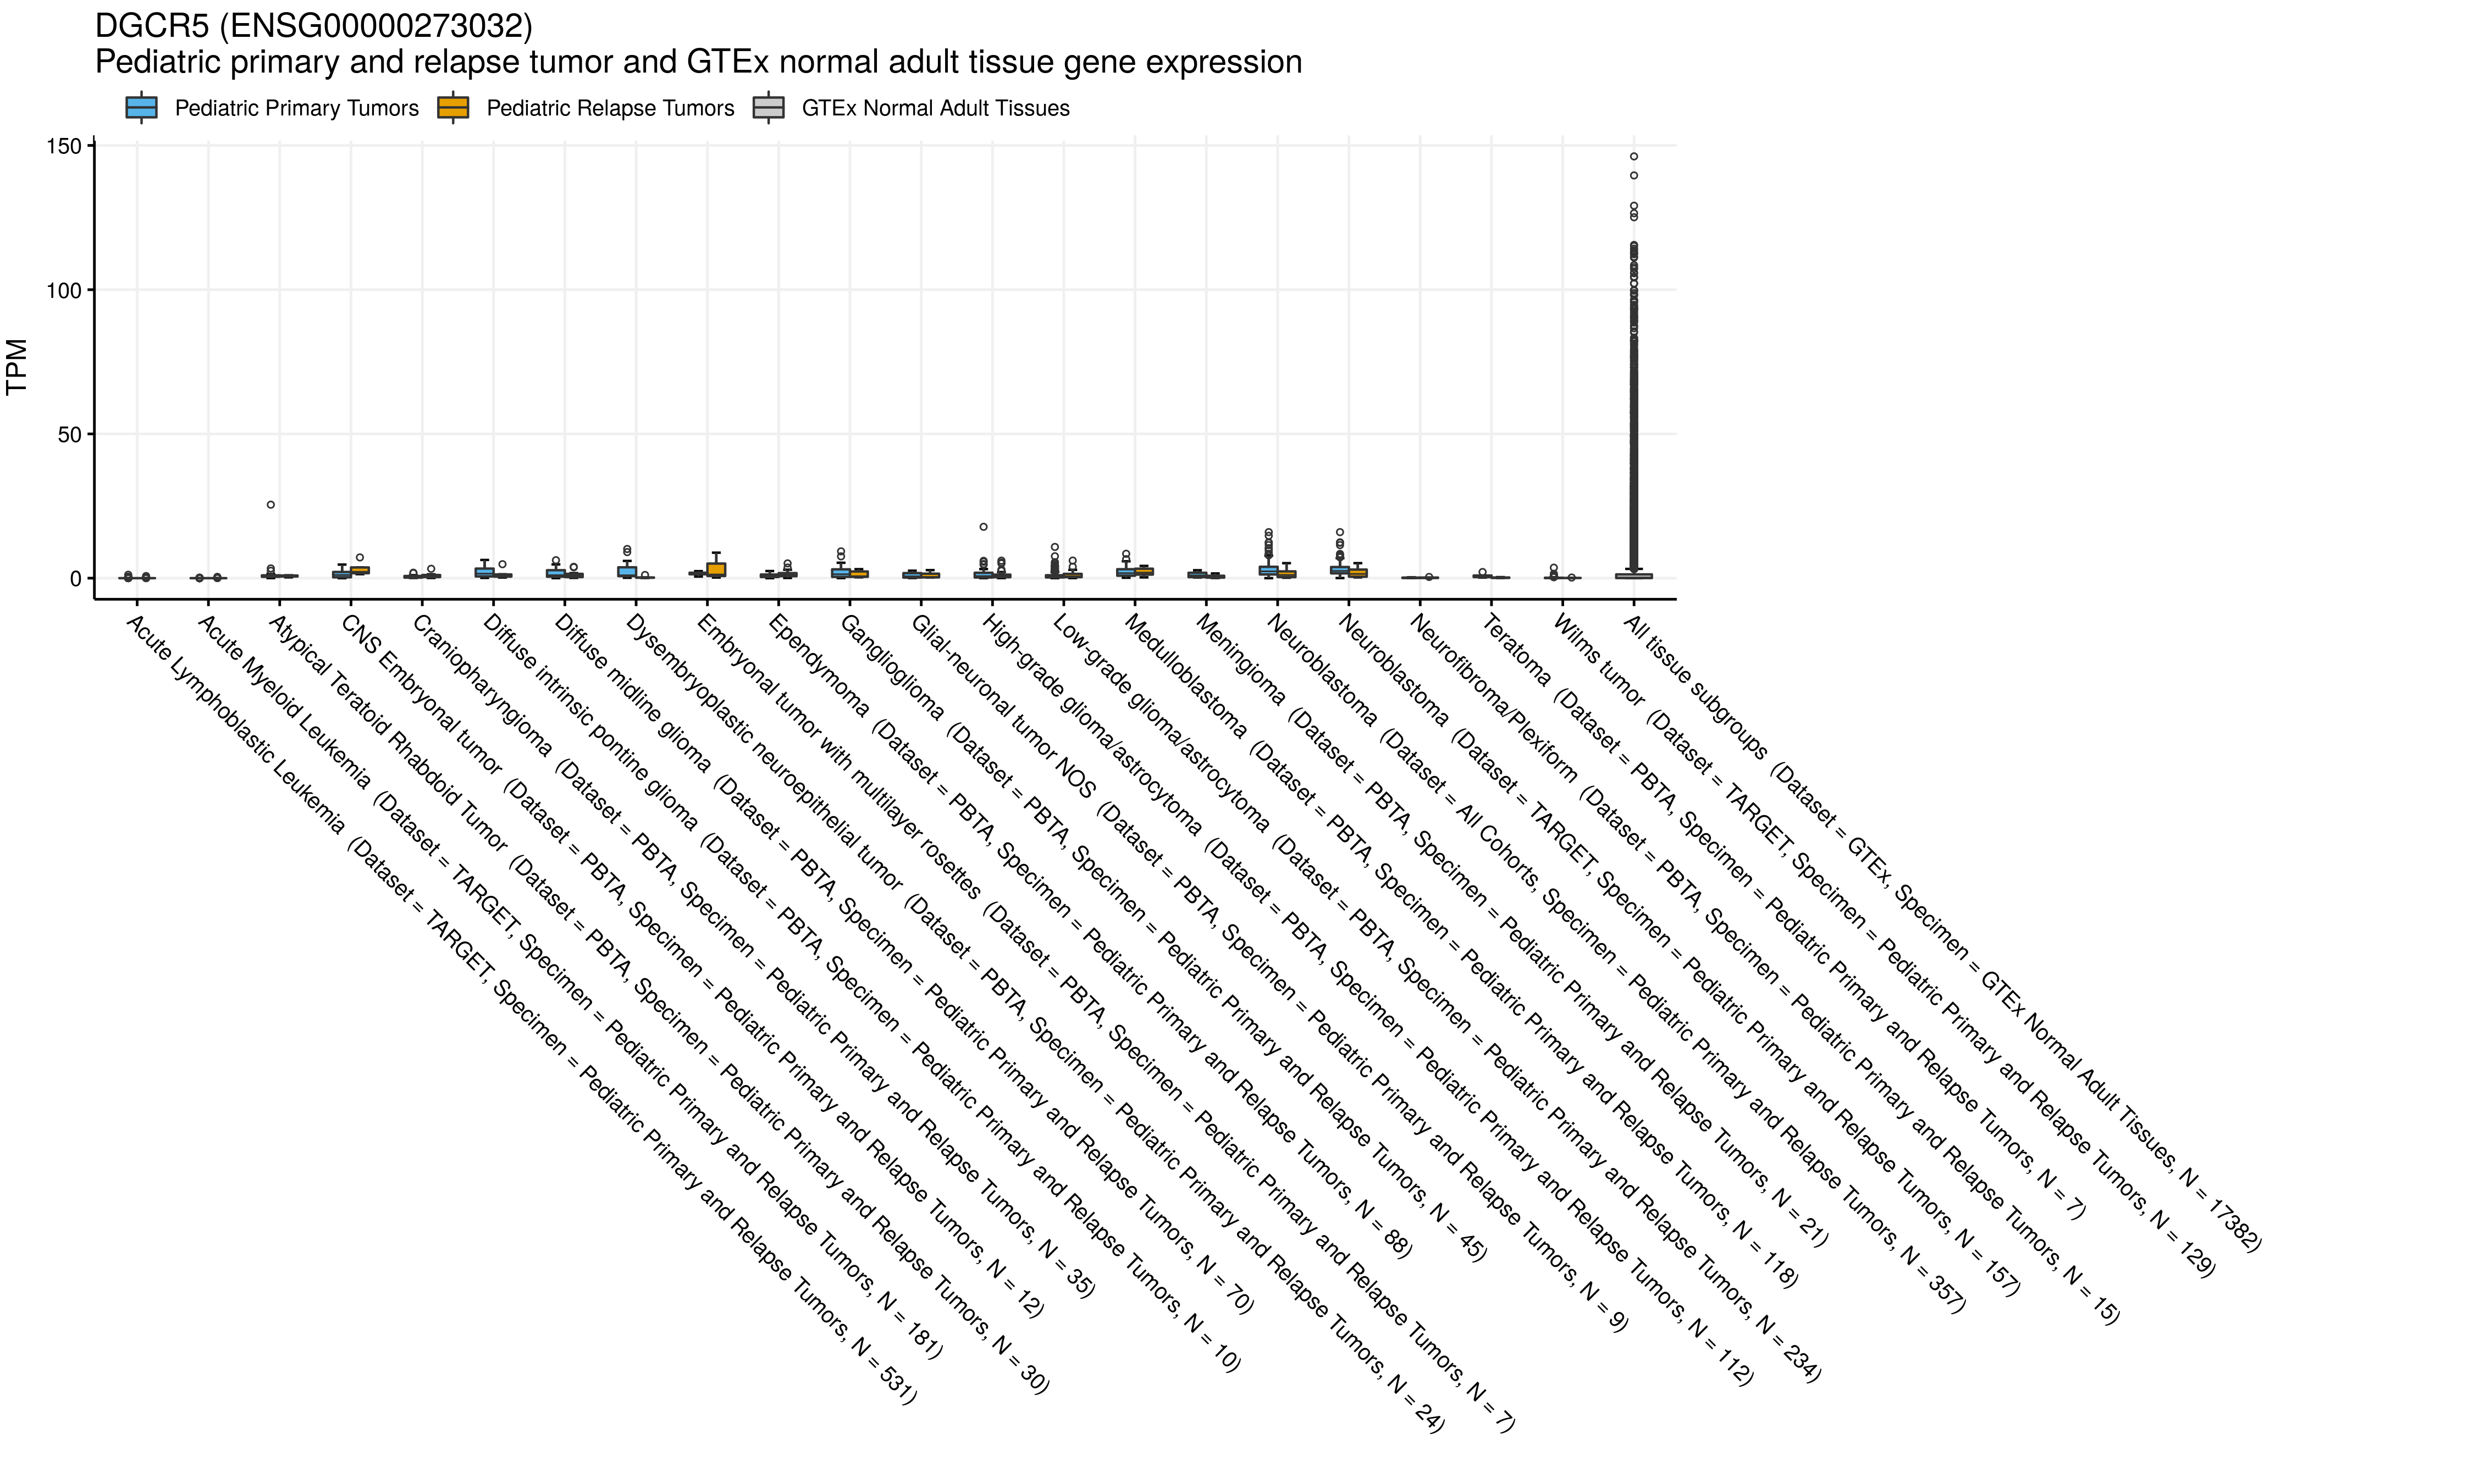 DGCR5 (ENSG00000273032)
Pediatric primary and relapse tumor and GTEx normal adult tissue gene expression
Pediatric Primary Tumors
Pediatric Relapse Tumors
GTEx Normal Adult Tissues
TPM
150
100
50
0
Acute Lymphoblastic Leukemia (Dataset = TARGET, Specimen = Pediatric Primary and Relapse Tumors, N = 531)
Acute Myeloid Leukemia (Dataset = TARGET, Specimen = Pediatric Primary and Relapse Tumors, N = 181)
Atypical Teratoid Rhabdoid Tumor (Dataset = PBTA, Specimen = Pediatric Primary and Relapse Tumors, N = 30)
CNS Embryonal tumor (Dataset = PBTA, Specimen = Pediatric Primary and Relapse Tumors, N = 12)
Craniopharyngioma (Dataset = PBTA, Specimen = Pediatric Primary and Relapse Tumors, N = 35)
Diffuse intrinsic pontine glioma (Dataset = PBTA, Specimen = Pediatric Primary and Relapse Tumors, N = 10)
Diffuse midline glioma (Dataset = PBTA, Specimen = Pediatric Primary and Relapse Tumors, N = 70)
Dysembryoplastic neuroepithelial tumor (Dataset = PBTA, Specimen = Pediatric Primary and Relapse Tumors, N = 24)
Embryonal tumor with multilayer rosettes (Dataset = PBTA, Specimen = Pediatric Primary and Relapse Tumors, N = 7)
Ependymoma (Dataset = PBTA, Specimen = Pediatric Primary and Relapse Tumors, N = 88)
Ganglioglioma (Dataset = PBTA, Specimen = Pediatric Primary and Relapse Tumors, N = 45)
Glial-neuronal tumor NOS (Dataset = PBTA, Specimen = Pediatric Primary and Relapse Tumors, N = 9)
High-grade glioma/astrocytoma (Dataset = PBTA, Specimen = Pediatric Primary and Relapse Tumors, N = 112)
Low-grade glioma/astrocytoma (Dataset = PBTA, Specimen = Pediatric Primary and Relapse Tumors, N = 234)
Medulloblastoma (Dataset = PBTA, Specimen = Pediatric Primary and Relapse Tumors, N = 118)
Meningioma (Dataset = PBTA, Specimen = Pediatric Primary and Relapse Tumors, N = 21)
Neuroblastoma (Dataset = All Cohorts, Specimen = Pediatric Primary and Relapse Tumors, N = 357)
Neuroblastoma (Dataset = TARGET, Specimen = Pediatric Primary and Relapse Tumors, N = 157)
Neurofibroma/Plexiform (Dataset = PBTA, Specimen = Pediatric Primary and Relapse Tumors, N = 15)
Teratoma (Dataset = PBTA, Specimen = Pediatric Primary and Relapse Tumors, N = 7)
Wilms tumor (Dataset = TARGET, Specimen = Pediatric Primary and Relapse Tumors, N = 129)
All tissue subgroups (Dataset = GTEx, Specimen = GTEx Normal Adult Tissues, N = 17382)